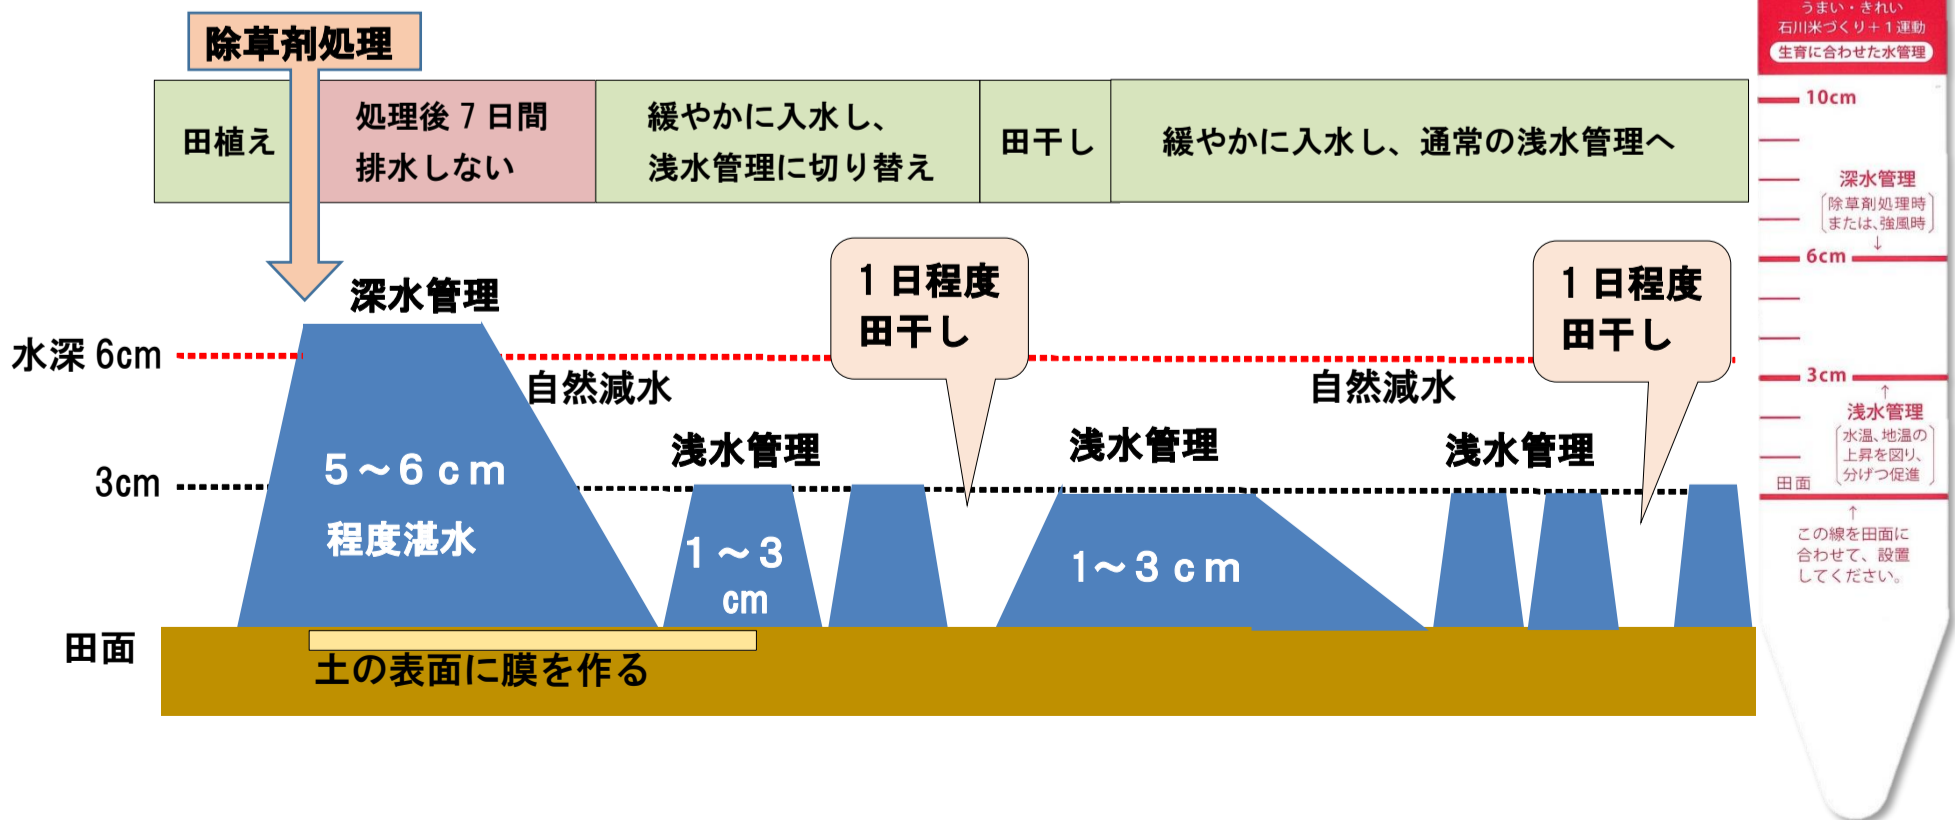 除草剤処理
田植え
処理後７日間
排水しない
緩やかに入水し、
浅水管理に切り替え
田干し
緩やかに入水し、通常の浅水管理へ
深水管理
1日程度
田干し
1日程度
田干し
水深6cm
自然減水
自然減水
浅水管理
浅水管理
浅水管理
3cm
5～6cm
程度湛水
1～3
cm
1～3cm
田面
土の表面に膜を作る
うまい・きれい
石川米づくり＋1運動
生育に合わせた水管理
10cm
深水管理
除草剤処理時
または、強風時
↓
6cm
3cm
↑
浅水管理
水温、地温の
上昇を図り、
分げつ促進
田面
↑
この線を田面に
合わせて、設置
してください。